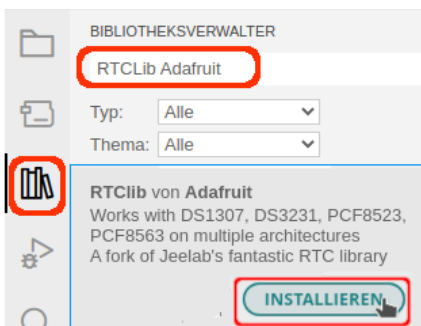 BIBLIOTHEKSVERWALTER
RTCLib Adafruit
Typ: Alle
Thema: Alle
RTClib von Adafruit
Works with DS1307, DS3231, PCF8523,
PCF8563 on multiple architectures
A fork of Jeelab's fantastic RTC library
INSTALLIEREN